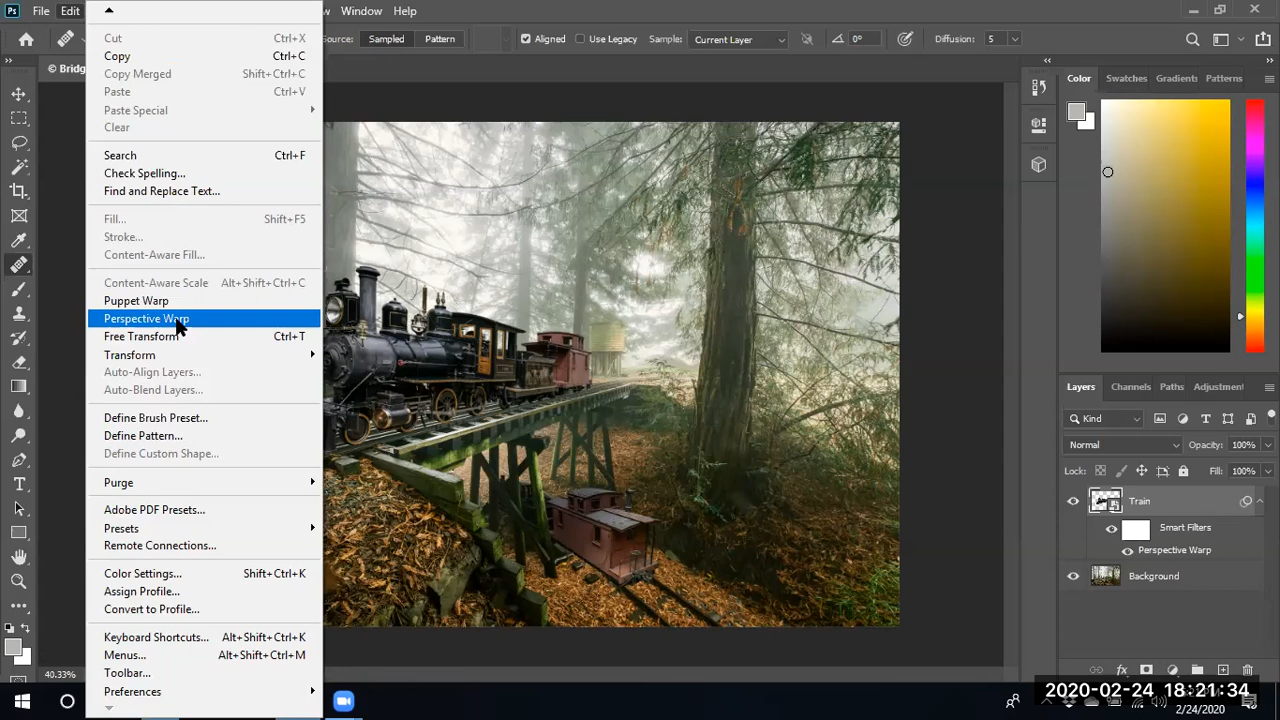 Ps File Edit Window Help
Source: Sampled Pattern Aligned Use Legacy Sample: Current Layer 0° Diffusion: 5
© Bridg
Cut Ctrl+X
Copy Ctrl+C
Copy Merged Shift+Ctrl+C
Paste Ctrl+V
Paste Special
Clear
Search Ctrl+F
Check Spelling...
Find and Replace Text...
Fill... Shift+F5
Stroke...
Content-Aware Fill...
Content-Aware Scale Alt+Shift+Ctrl+C
Puppet Warp
Perspective Warp
Free Transform Ctrl+T
Transform
Auto-Align Layers...
Auto-Blend Layers...
Define Brush Preset...
Define Pattern...
Define Custom Shape...
Purge
Adobe PDF Presets...
Presets
Remote Connections...
Color Settings... Shift+Ctrl+K
Assign Profile...
Convert to Profile...
Keyboard Shortcuts... Alt+Shift+Ctrl+K
Menus... Alt+Shift+Ctrl+M
Toolbar...
Preferences
Color Swatches Gradients Patterns
Layers Channels Paths Adjustment
Kind
Normal Opacity: 100%
Lock: Fill: 100%
Train
Smart Filters
Perspective Warp
Background
fx
40.33%
2020-02-24 18:21:34
2/24/2020